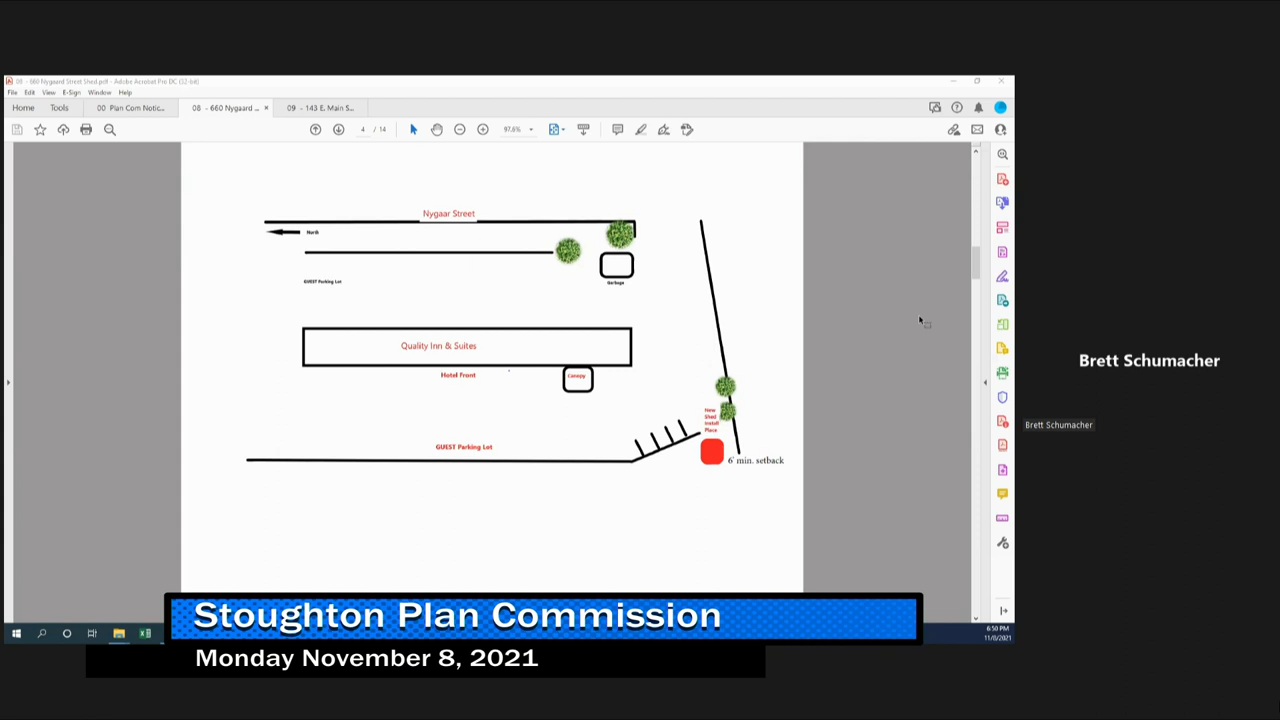 08 - 660 Nygaard Street Shed.pdf - Adobe Acrobat Pro DC (32-bit)
File Edit View E-Sign Window Help
Home Tools 00 Plan Com Notic... 08 - 660 Nygaard ... × 09 - 143 E. Main S...
4 / 14 97.6%
Nygaar Street
North
GUEST Parking Lot
Garbage
Quality Inn & Suites
Hotel Front
Canopy
New
Shed
Install
Place
GUEST Parking Lot
6' min. setback
Brett Schumacher
Brett Schumacher
Stoughton Plan Commission
Monday November 8, 2021
6:50 PM
11/8/2021